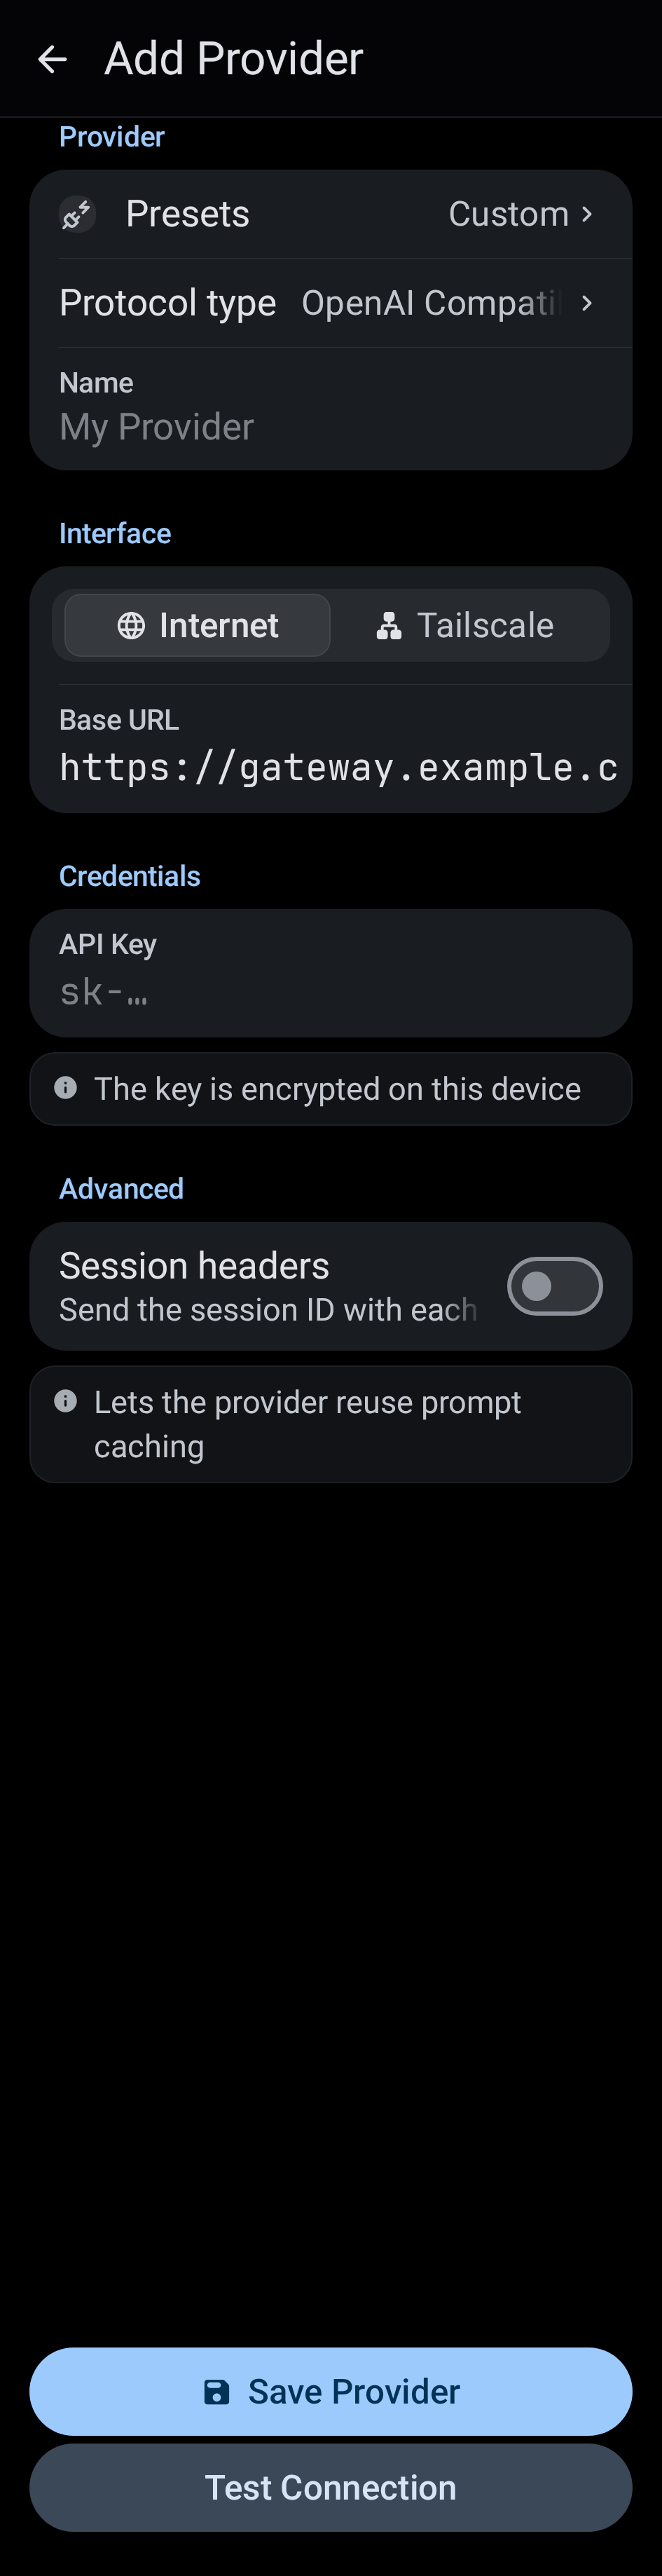 Add Provider
Provider
Presets Custom
Protocol type OpenAI Compati
Name
My Provider
Interface
Internet Tailscale
Base URL
https://gateway.example.c
Credentials
API Key
sk-…
The key is encrypted on this device
Advanced
Session headers
Send the session ID with each
Lets the provider reuse prompt
caching
Save Provider
Test Connection